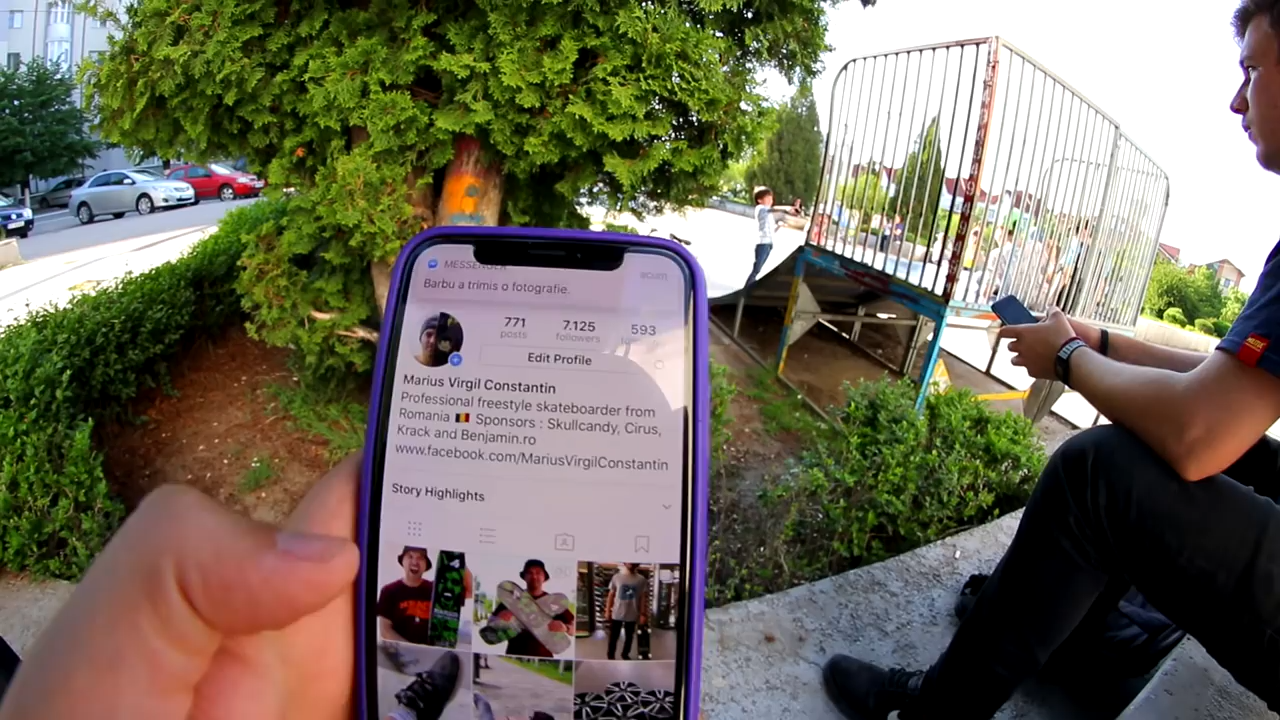 MESSENGER
acum
Barbu a trimis o fotografie.
771 7.125 593
posts followers
Edit Profile
Marius Virgil Constantin
Professional freestyle skateboarder from
Romania 🇷🇴 Sponsors : Skullcandy, Cirus,
Krack and Benjamin.ro
www.facebook.com/MariusVirgilConstantin
Story Highlights